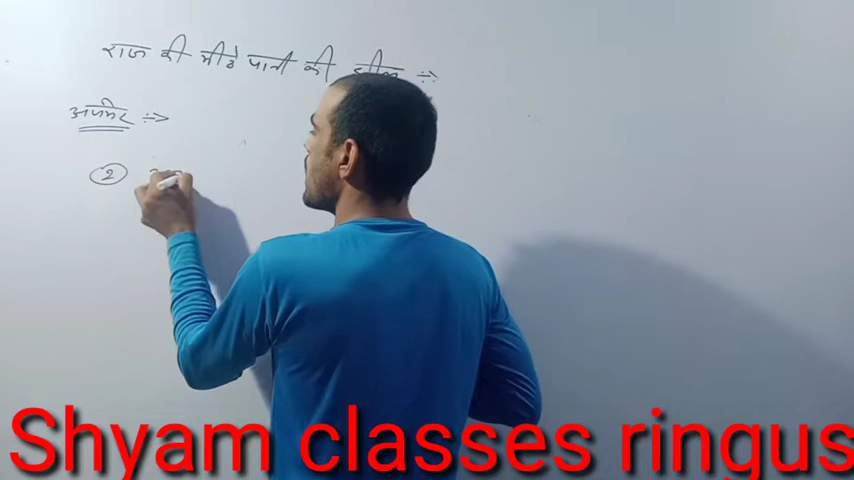 राज की मीठे पानी की
अजमेर ÷>
2
Shyam classes ringus